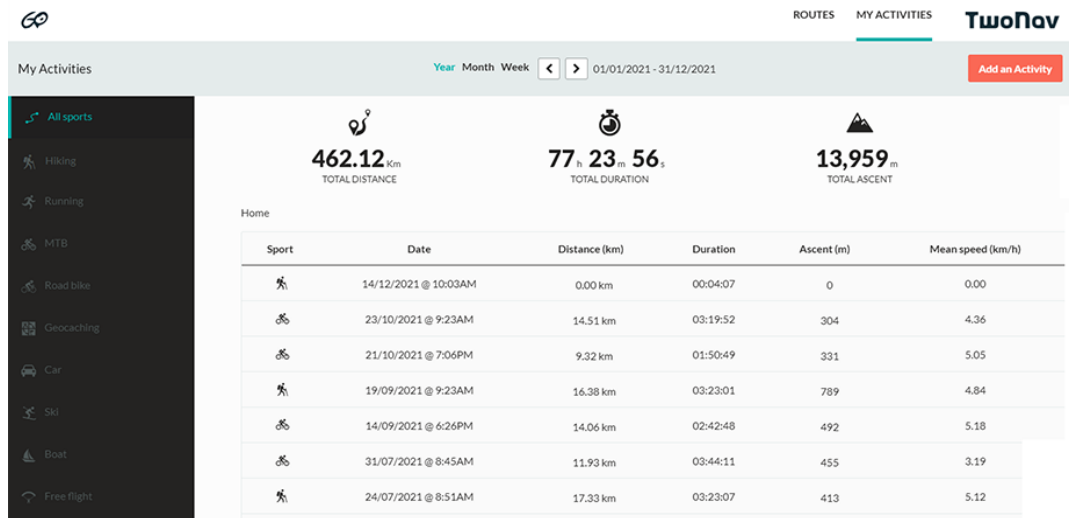 ROUTES MY ACTIVITIES TwoNav
My Activities Year Month Week 01/01/2021 - 31/12/2021 Add an Activity
All sports
Hiking
Running
MTB
Road bike
Geocaching
Car
Ski
Boat
Free flight
462.12 Km 77 h 23 m 56 s 13,959 m
TOTAL DISTANCE TOTAL DURATION TOTAL ASCENT
Home
Sport Date Distance (km) Duration Ascent (m) Mean speed (km/h)
14/12/2021 @ 10:03AM 0.00 km 00:04:07 0 0.00
23/10/2021 @ 9:23AM 14.51 km 03:19:52 304 4.36
21/10/2021 @ 7:06PM 9.32 km 01:50:49 331 5.05
19/09/2021 @ 9:23AM 16.38 km 03:23:01 789 4.84
14/09/2021 @ 6:26PM 14.06 km 02:42:48 492 5.18
31/07/2021 @ 8:45AM 11.93 km 03:44:11 455 3.19
24/07/2021 @ 8:51AM 17.33 km 03:23:07 413 5.12